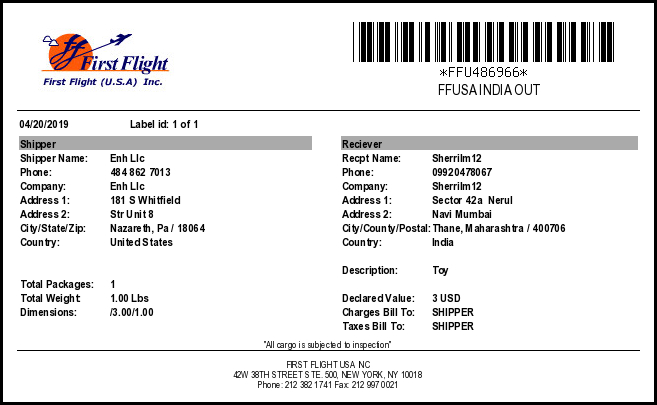 First Flight
First Flight (U.S.A) Inc.
*FFU486966*
FFUSA INDIA OUT
04/20/2019 Label id: 1 of 1
Shipper
Shipper Name: Enh Llc
Phone: 484 862 7013
Company: Enh Llc
Address 1: 181 S Whitfield
Address 2: Str Unit 8
City/State/Zip: Nazareth, Pa / 18064
Country: United States
Total Packages: 1
Total Weight: 1.00 Lbs
Dimensions: /3.00/1.00
Reciever
Recpt Name: Sherrilm12
Phone: 09920478067
Company: Sherrilm12
Address 1: Sector 42a Nerul
Address 2: Navi Mumbai
City/County/Postal: Thane, Maharashtra / 400706
Country: India
Description: Toy
Declared Value: 3 USD
Charges Bill To: SHIPPER
Taxes Bill To: SHIPPER
"All cargo is subjected to inspection"
FIRST FLIGHT USA INC
42W 38TH STREET STE. 500, NEW YORK, NY 10018
Phone: 212 382 1741 Fax: 212 997 0021